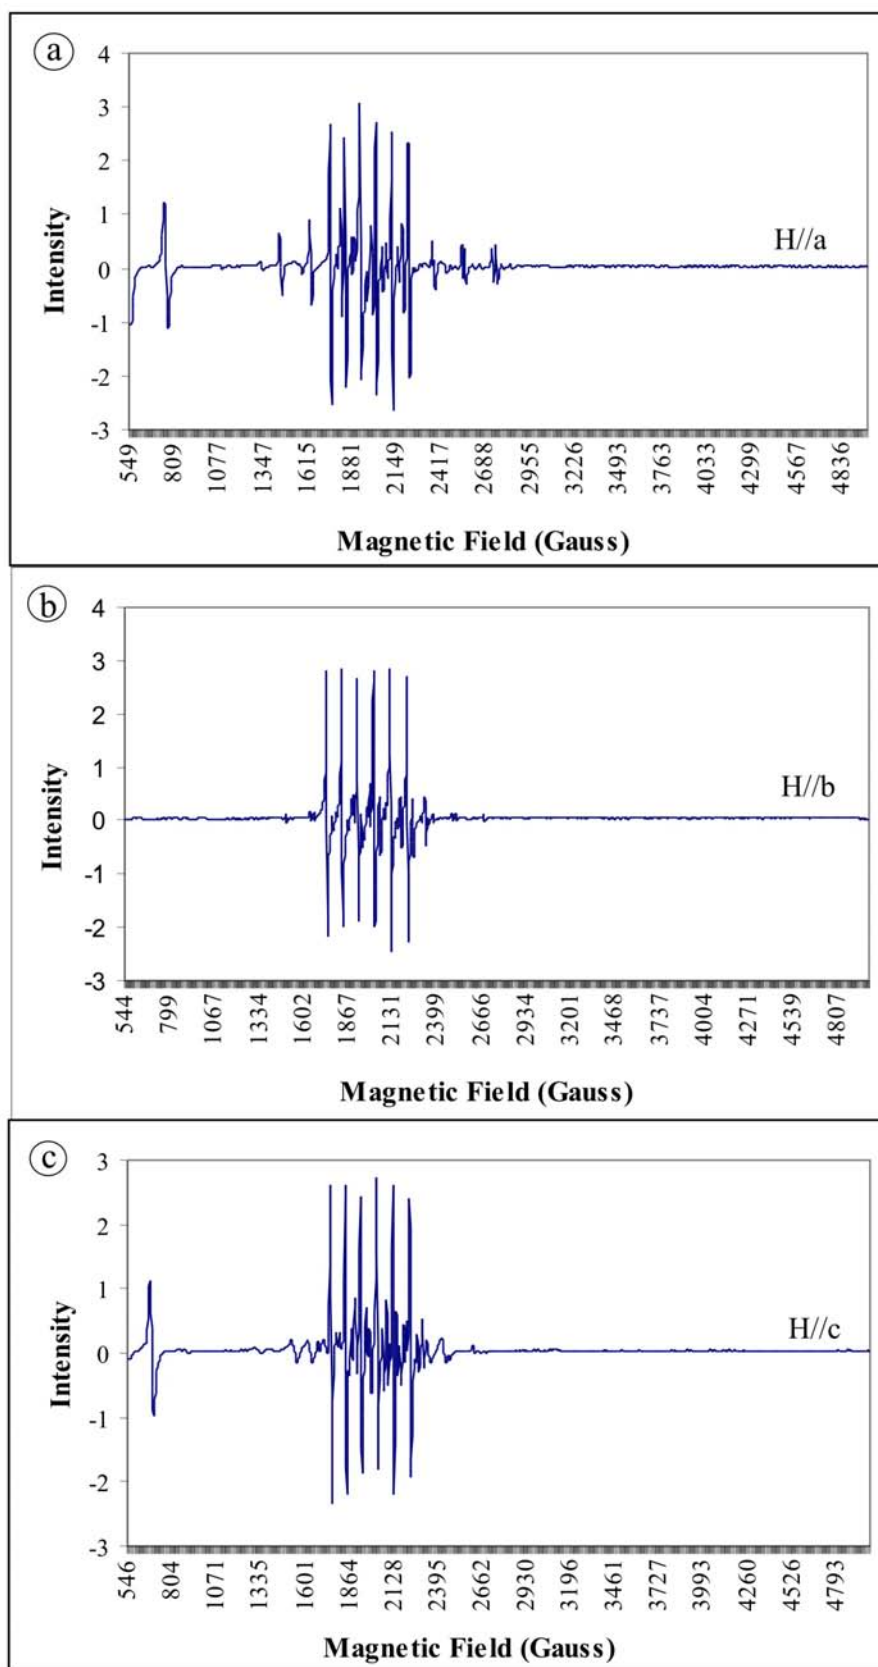 a
4
3
2
1
0
-1
-2
-3
Intensity
H//a
549 809 1077 1347 1615 1881 2149 2417 2688 2955 3226 3493 3763 4033 4299 4567 4836
Magnetic Field (Gauss)
b
4
3
2
1
0
-1
-2
-3
Intensity
H//b
544 799 1067 1334 1602 1867 2131 2399 2666 2934 3201 3468 3737 4004 4271 4539 4807
Magnetic Field (Gauss)
c
3
2
1
0
-1
-2
-3
Intensity
H//c
546 804 1071 1335 1601 1864 2128 2395 2662 2930 3196 3461 3727 3993 4260 4526 4793
Magnetic Field (Gauss)